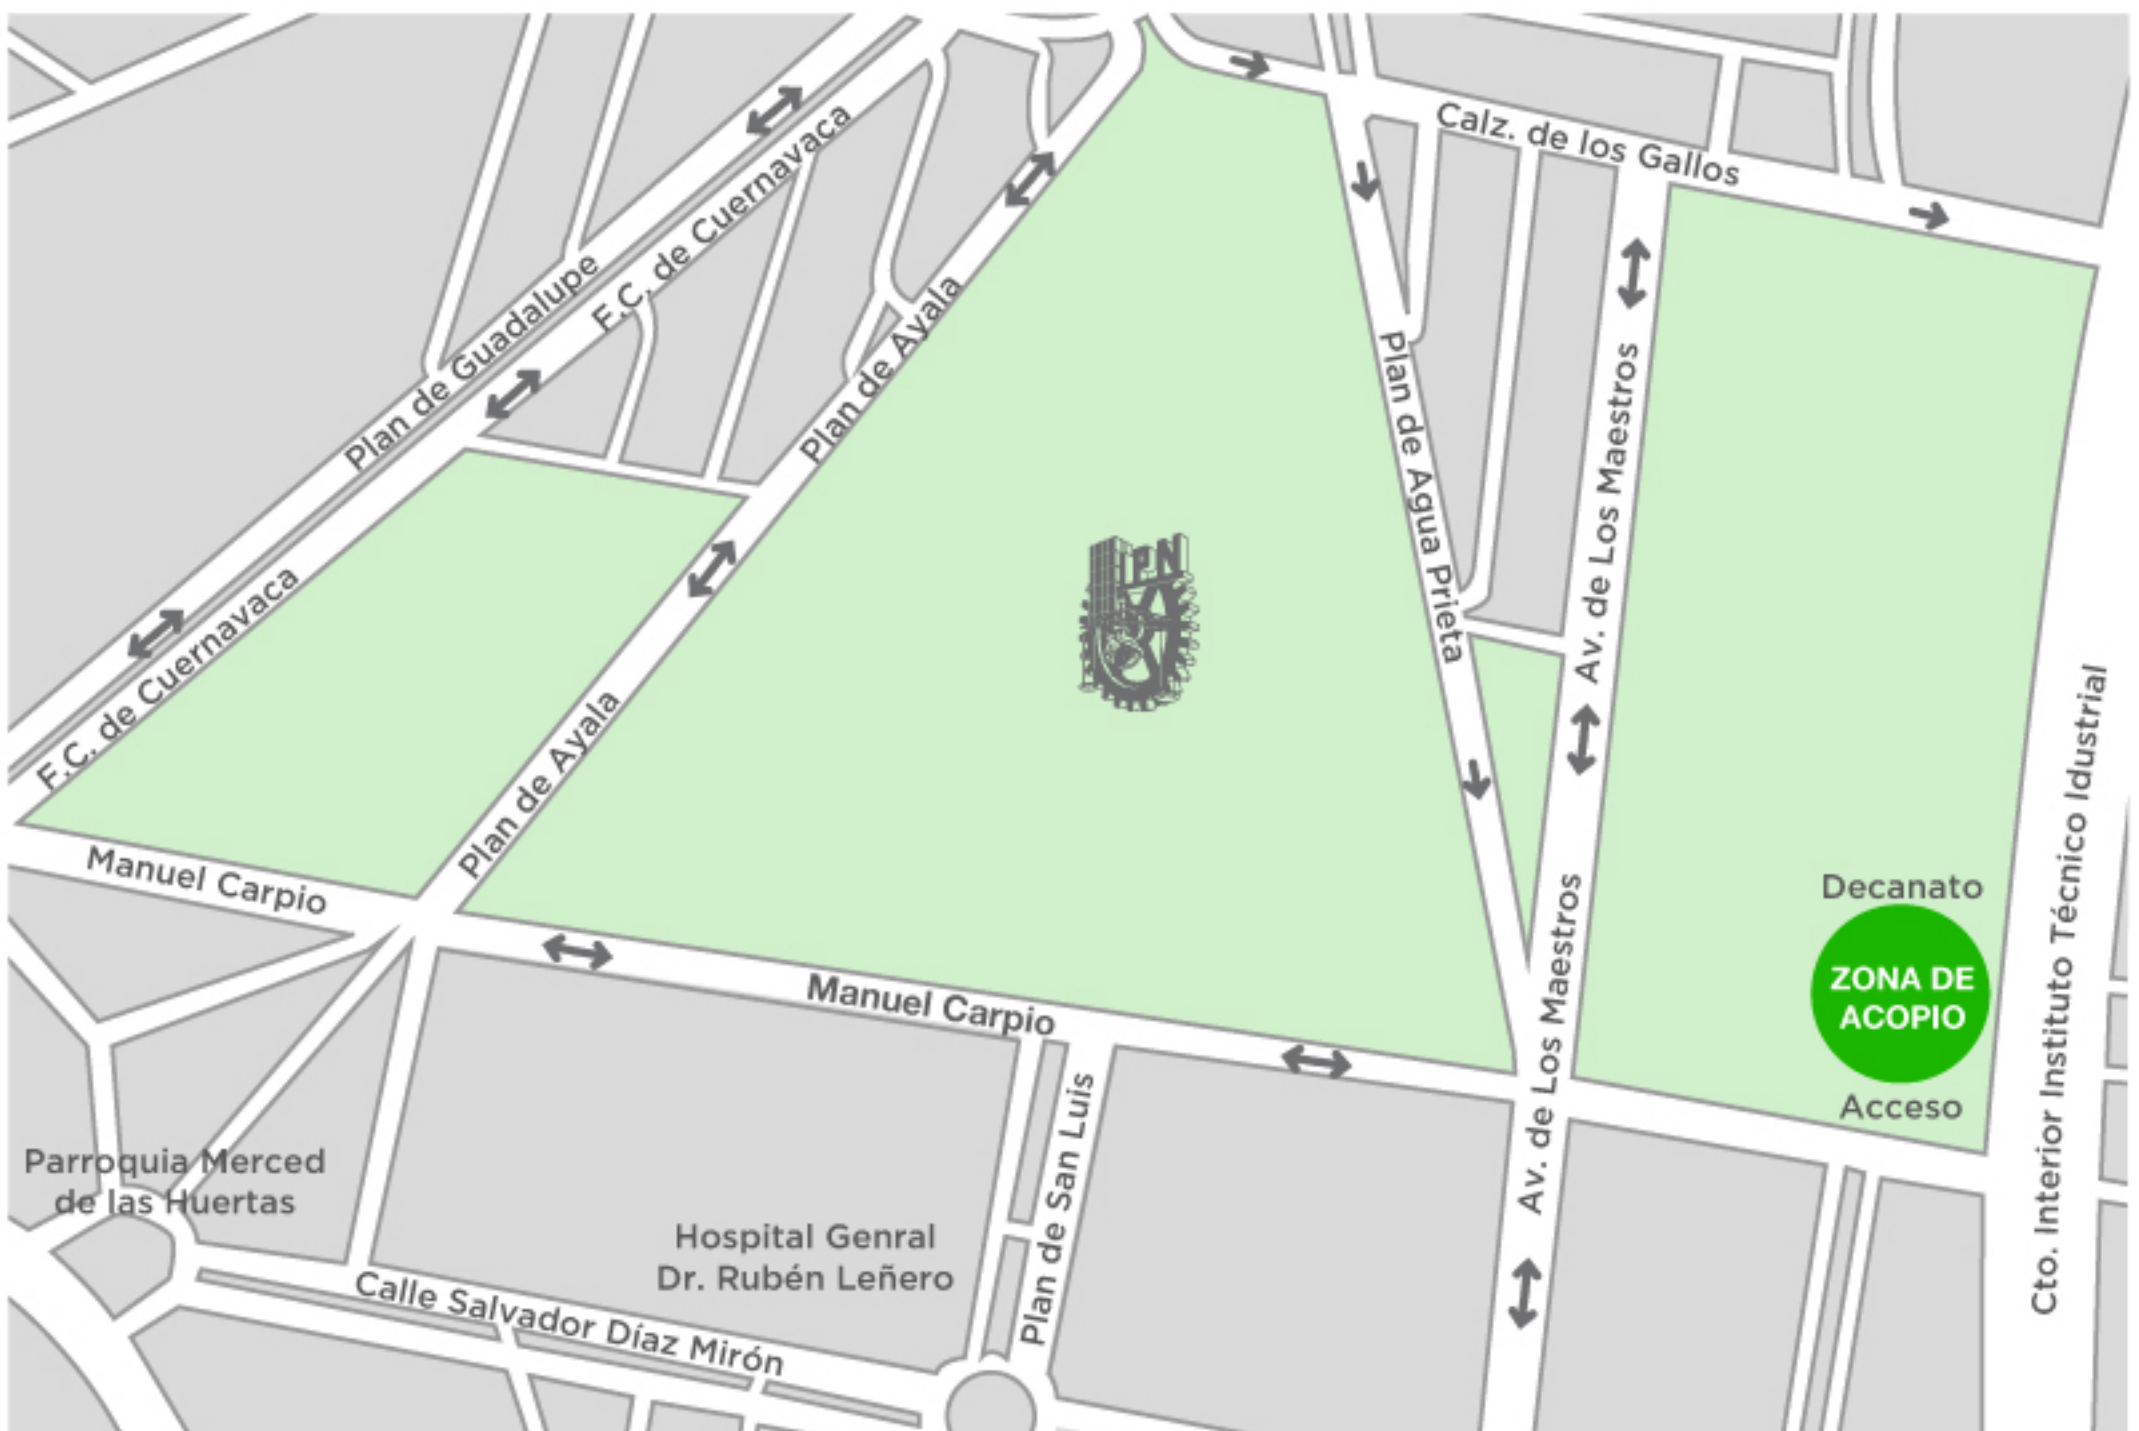 Calz. de los Gallos
F.C. de Cuernavaca
Plan de Guadalupe
Plan de Ayala
Plan de Agua Prieta
Av. de Los Maestros
IPN
F.C. de Cuernavaca
Plan de Ayala
Cto. Interior Instituto Técnico Idustrial
Manuel Carpio
Decanato
ZONA DE
ACOPIO
Acceso
Manuel Carpio
Av. de Los Maestros
Plan de San Luis
Parroquia Merced
de las Huertas
Hospital Genral
Dr. Rubén Leñero
Calle Salvador Díaz Mirón